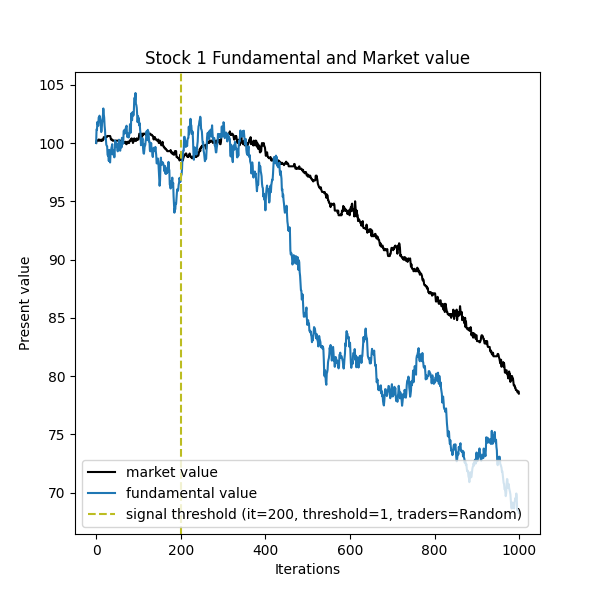 Stock 1 Fundamental and Market value
Present value
105
100
95
90
85
80
75
70
market value
fundamental value
signal threshold (it=200, threshold=1, traders=Random)
0
200
400
600
800
1000
Iterations